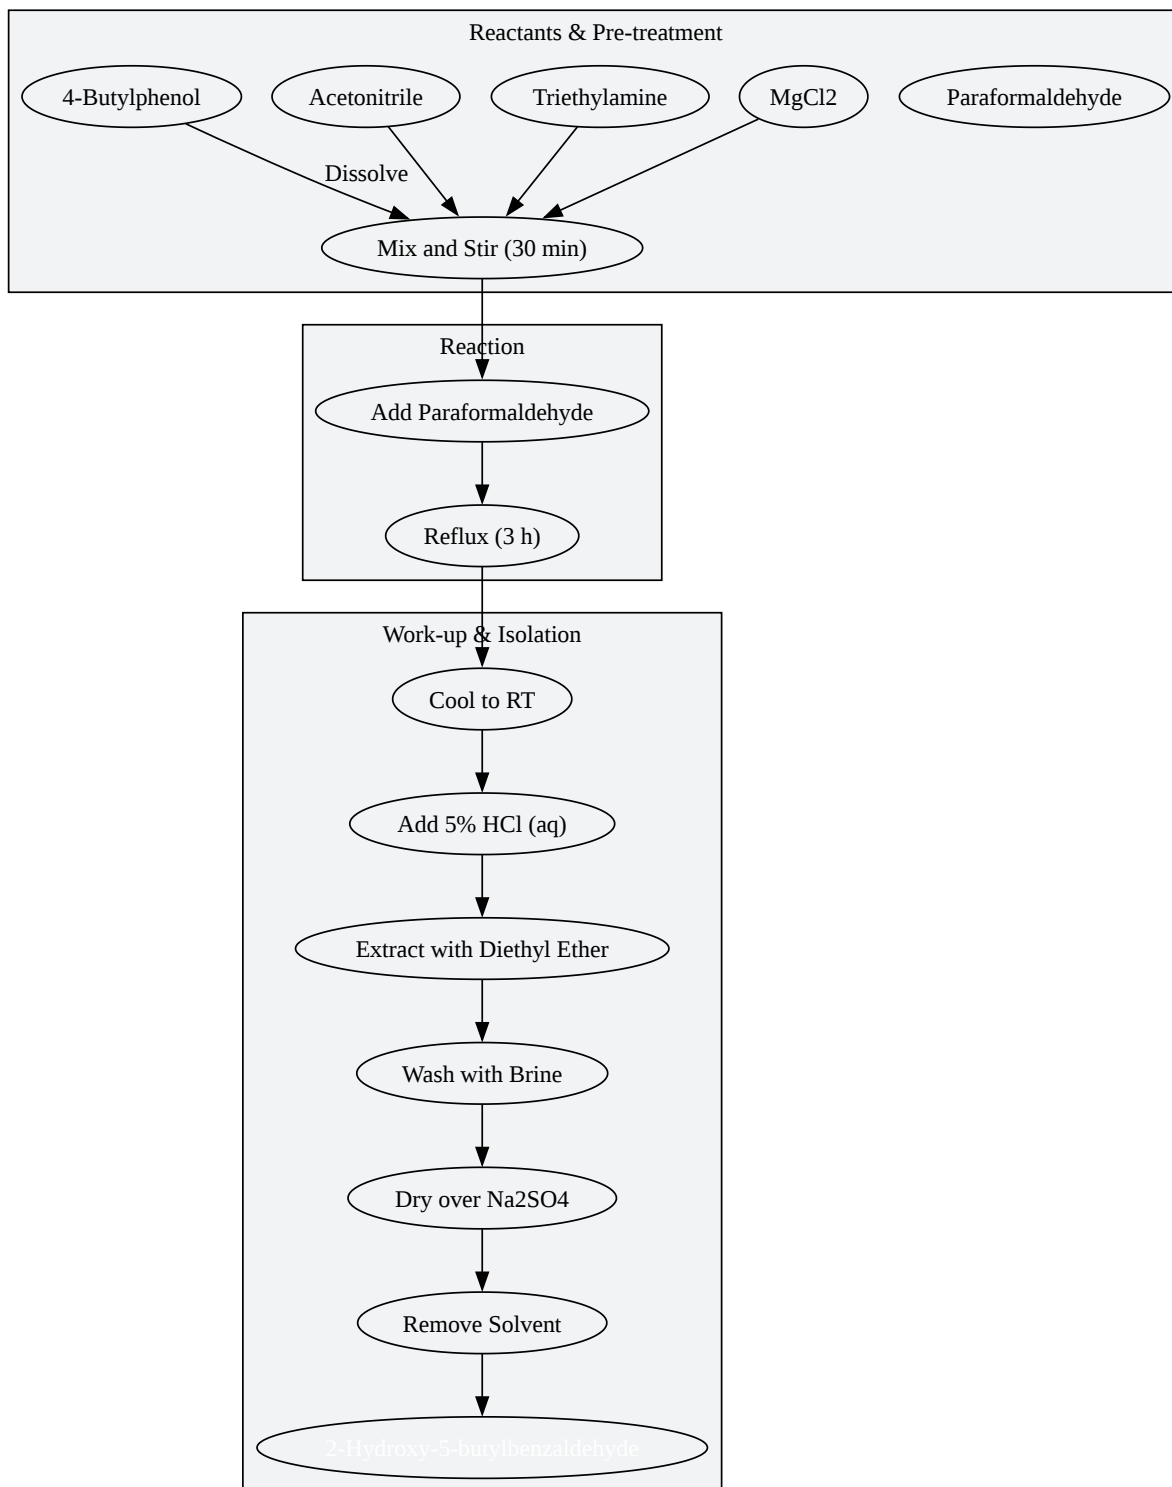 Reactants & Pre-treatment
4-Butylphenol
Acetonitrile
Triethylamine
MgCl2
Paraformaldehyde
Dissolve
Mix and Stir (30 min)
Reaction
Add Paraformaldehyde
Reflux (3 h)
Work-up & Isolation
Cool to RT
Add 5% HCl (aq)
Extract with Diethyl Ether
Wash with Brine
Dry over Na2SO4
Remove Solvent
2-Hydroxy-5-butylbenzaldehyde